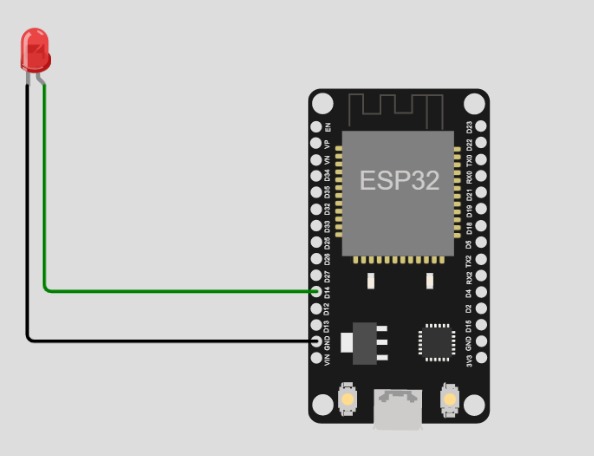 ESP32
EN
VP
VN
D34
D35
D32
D33
D25
D26
D27
D14
D12
D13
GND
VIN
D23
D22
TX0
RX0
D21
D19
D18
D5
TX2
RX2
D4
D2
D15
GND
3V3